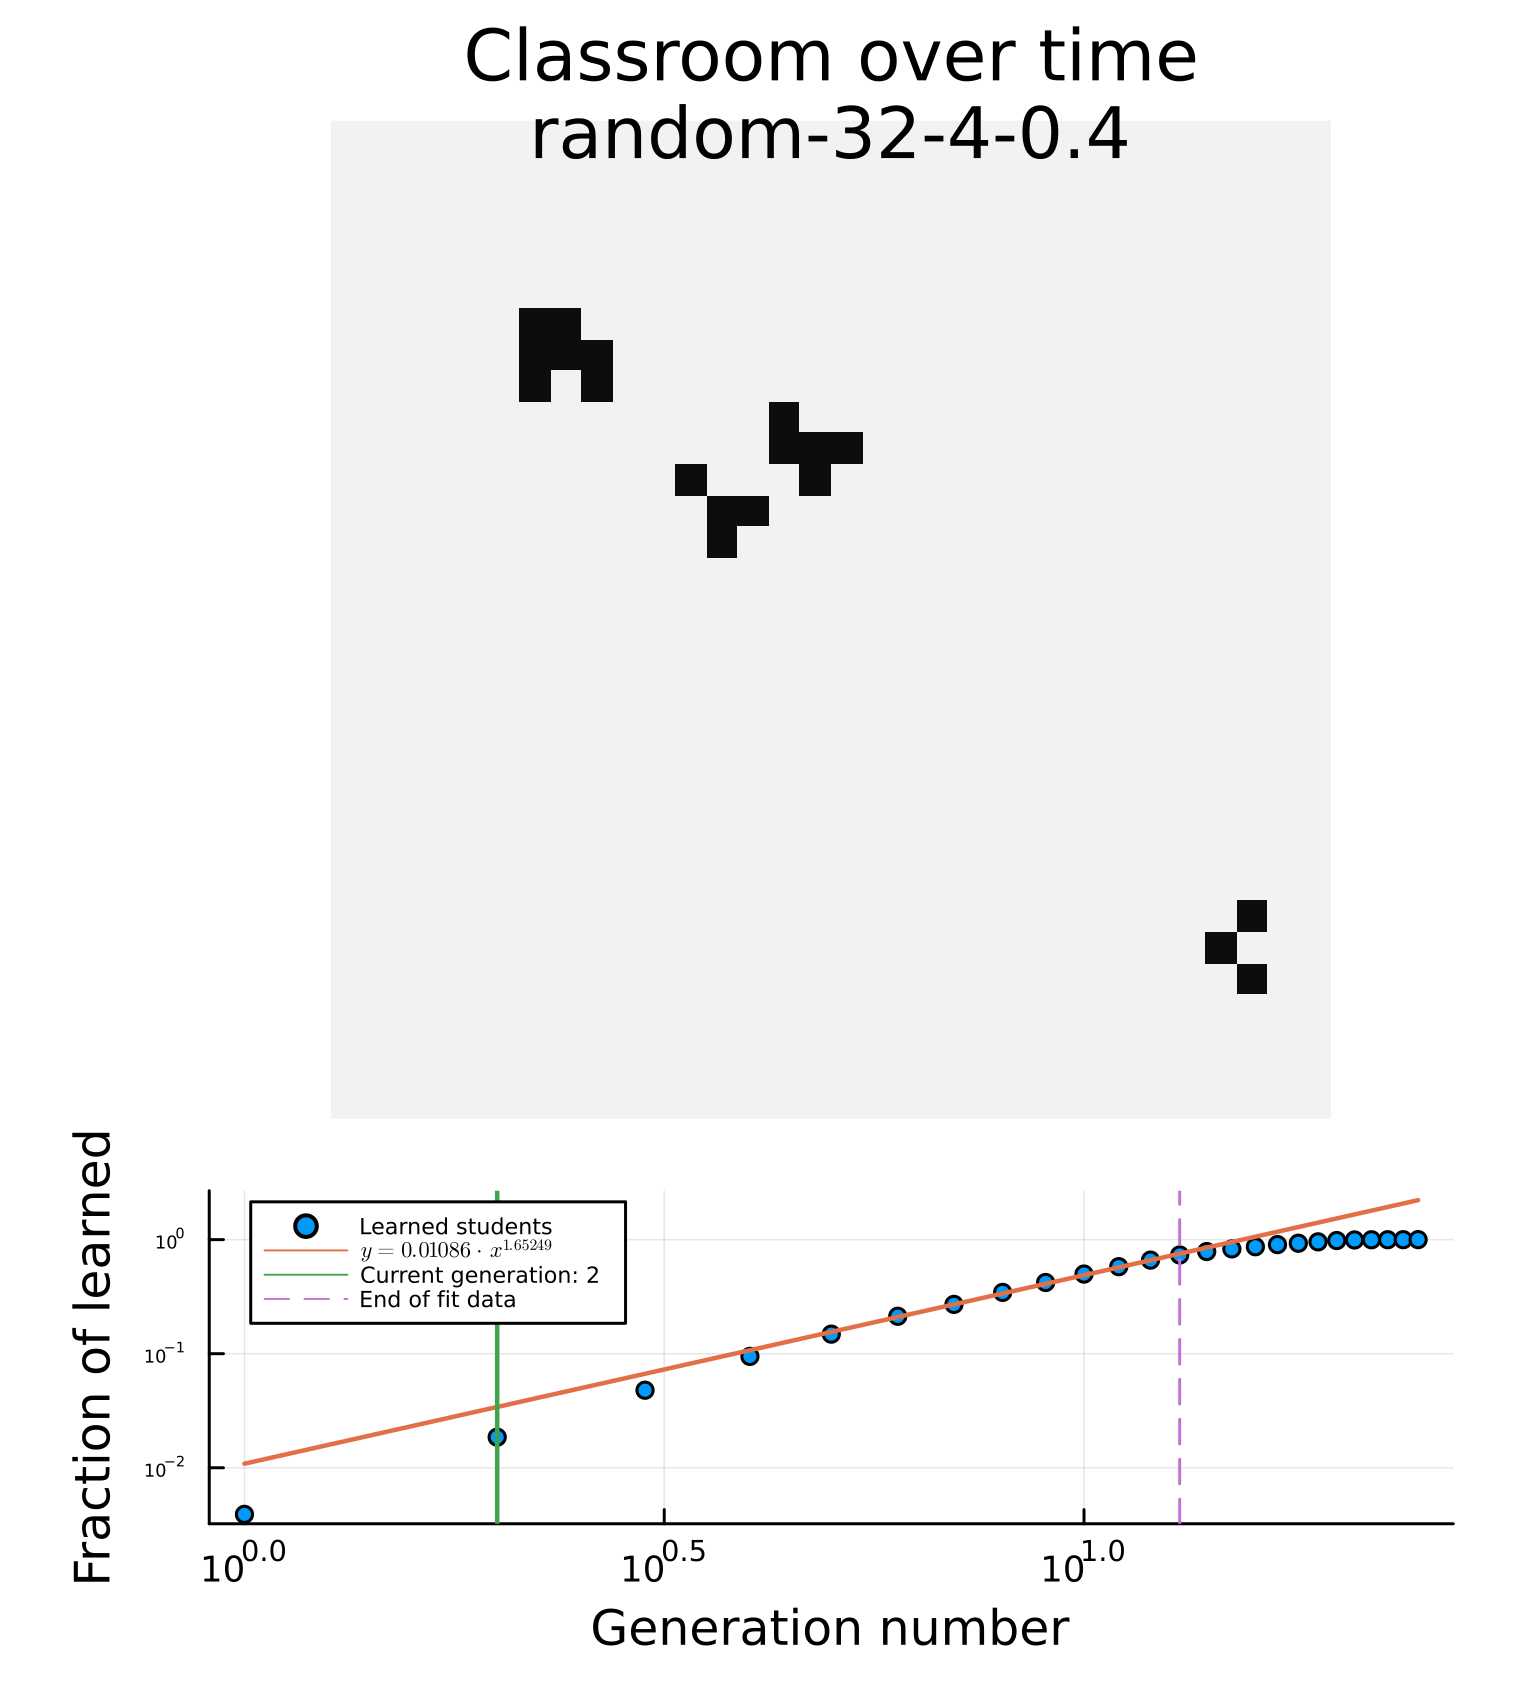 Classroom over time
random-32-4-0.4
Fraction of learned
10⁰
10⁻¹
10⁻²
Learned students
y = 0.01086 · x^1.65249
Current generation: 2
End of fit data
10^0.0
10^0.5
10^1.0
Generation number